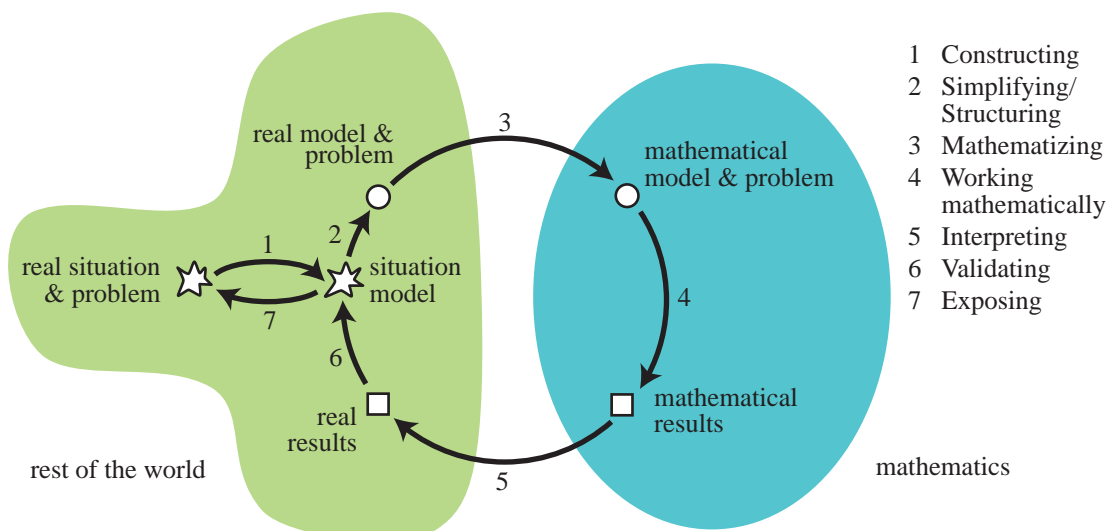 real model &
problem
3
mathematical
model & problem
2
1
real situation
& problem
situation
model
7
4
6
real
results
mathematical
results
5
rest of the world
mathematics
1 Constructing
2 Simplifying/
Structuring
3 Mathematizing
4 Working
mathematically
5 Interpreting
6 Validating
7 Exposing